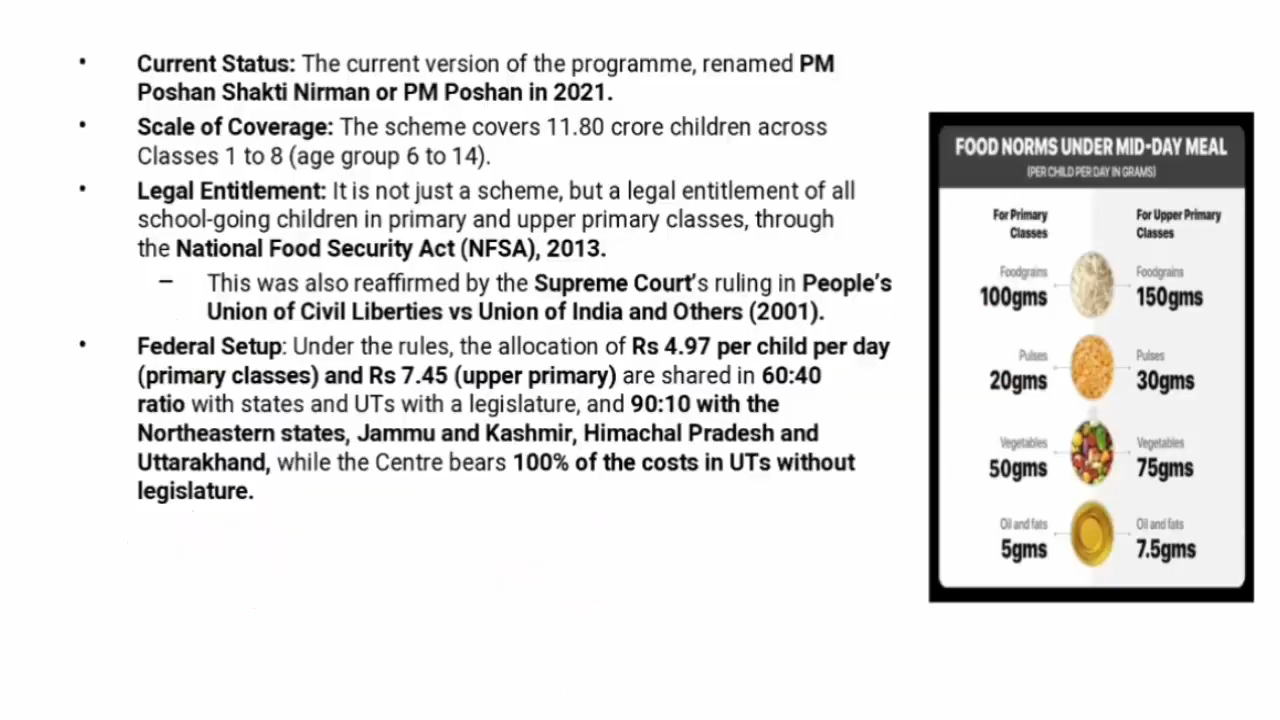 • Current Status: The current version of the programme, renamed PM
Poshan Shakti Nirman or PM Poshan in 2021.
• Scale of Coverage: The scheme covers 11.80 crore children across
Classes 1 to 8 (age group 6 to 14).
• Legal Entitlement: It is not just a scheme, but a legal entitlement of all
school-going children in primary and upper primary classes, through
the National Food Security Act (NFSA), 2013.
– This was also reaffirmed by the Supreme Court's ruling in People's
Union of Civil Liberties vs Union of India and Others (2001).
• Federal Setup: Under the rules, the allocation of Rs 4.97 per child per day
(primary classes) and Rs 7.45 (upper primary) are shared in 60:40
ratio with states and UTs with a legislature, and 90:10 with the
Northeastern states, Jammu and Kashmir, Himachal Pradesh and
Uttarakhand, while the Centre bears 100% of the costs in UTs without
legislature.
FOOD NORMS UNDER MID-DAY MEAL
(PER CHILD PER DAY IN GRAMS)
For Primary
Classes
Foodgrains
100gms
Pulses
20gms
Vegetables
50gms
Oil and fats
5gms
For Upper Primary
Classes
Foodgrains
150gms
Pulses
30gms
Vegetables
75gms
Oil and fats
7.5gms